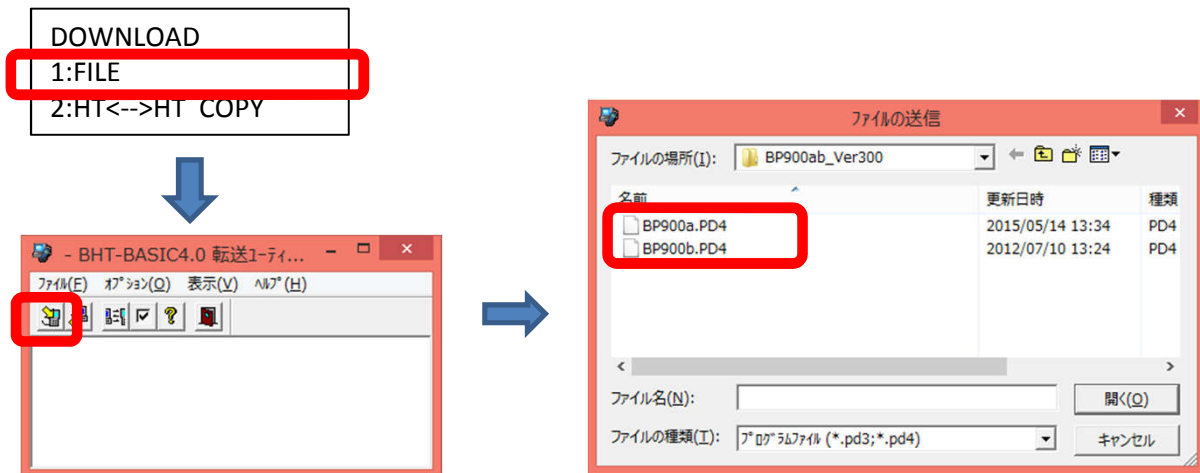 DOWNLOAD
1:FILE
2:HT<-->HT COPY
- BHT-BASIC4.0 転送ﾕｰﾃｨ...
ﾌｧｲﾙ(F) ｵﾌﾟｼｮﾝ(O) 表示(V) ﾍﾙﾌﾟ(H)
ﾌｧｲﾙの送信
ﾌｧｲﾙの場所(I): BP900ab_Ver300
名前 更新日時 種類
BP900a.PD4 2015/05/14 13:34 PD4
BP900b.PD4 2012/07/10 13:24 PD4
ﾌｧｲﾙ名(N): 開く(O)
ﾌｧｲﾙの種類(T): ﾌﾟﾛｸﾞﾗﾑﾌｧｲﾙ (*.pd3;*.pd4) ｷｬﾝｾﾙ